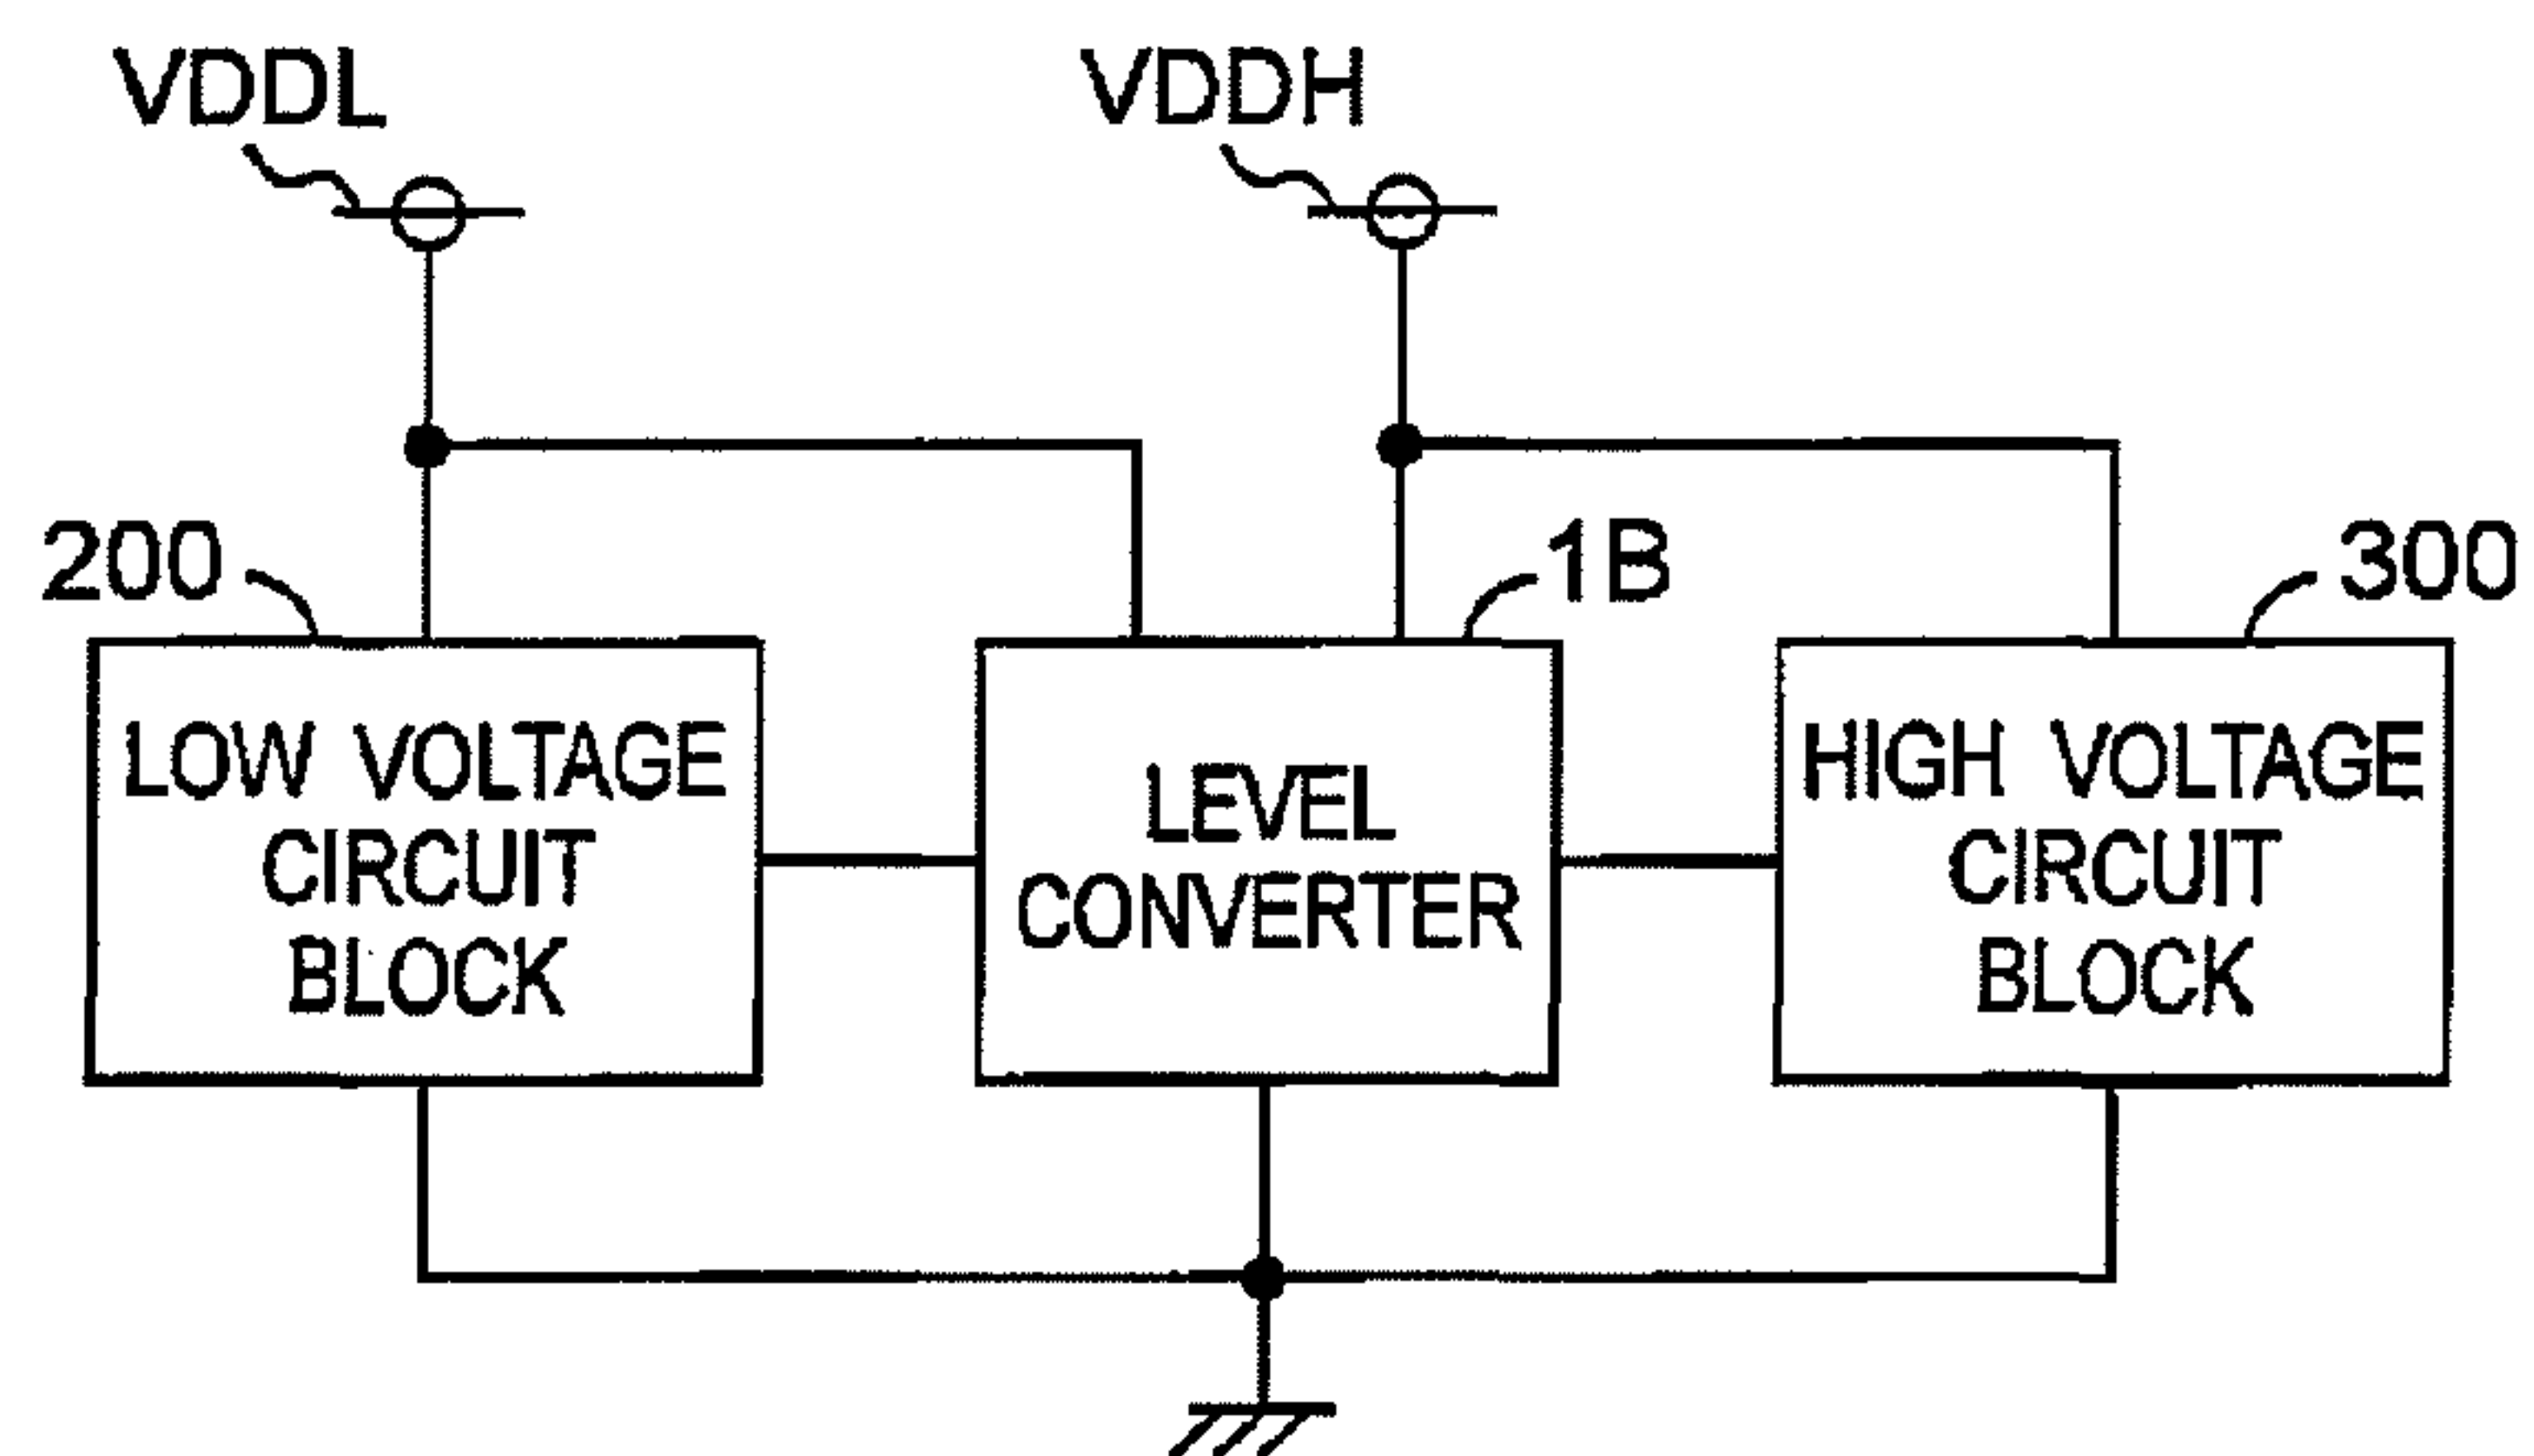 VDDL
VDDH
200
1B
300
LOW VOLTAGE
CIRCUIT
BLOCK
LEVEL
CONVERTER
HIGH VOLTAGE
CIRCUIT
BLOCK